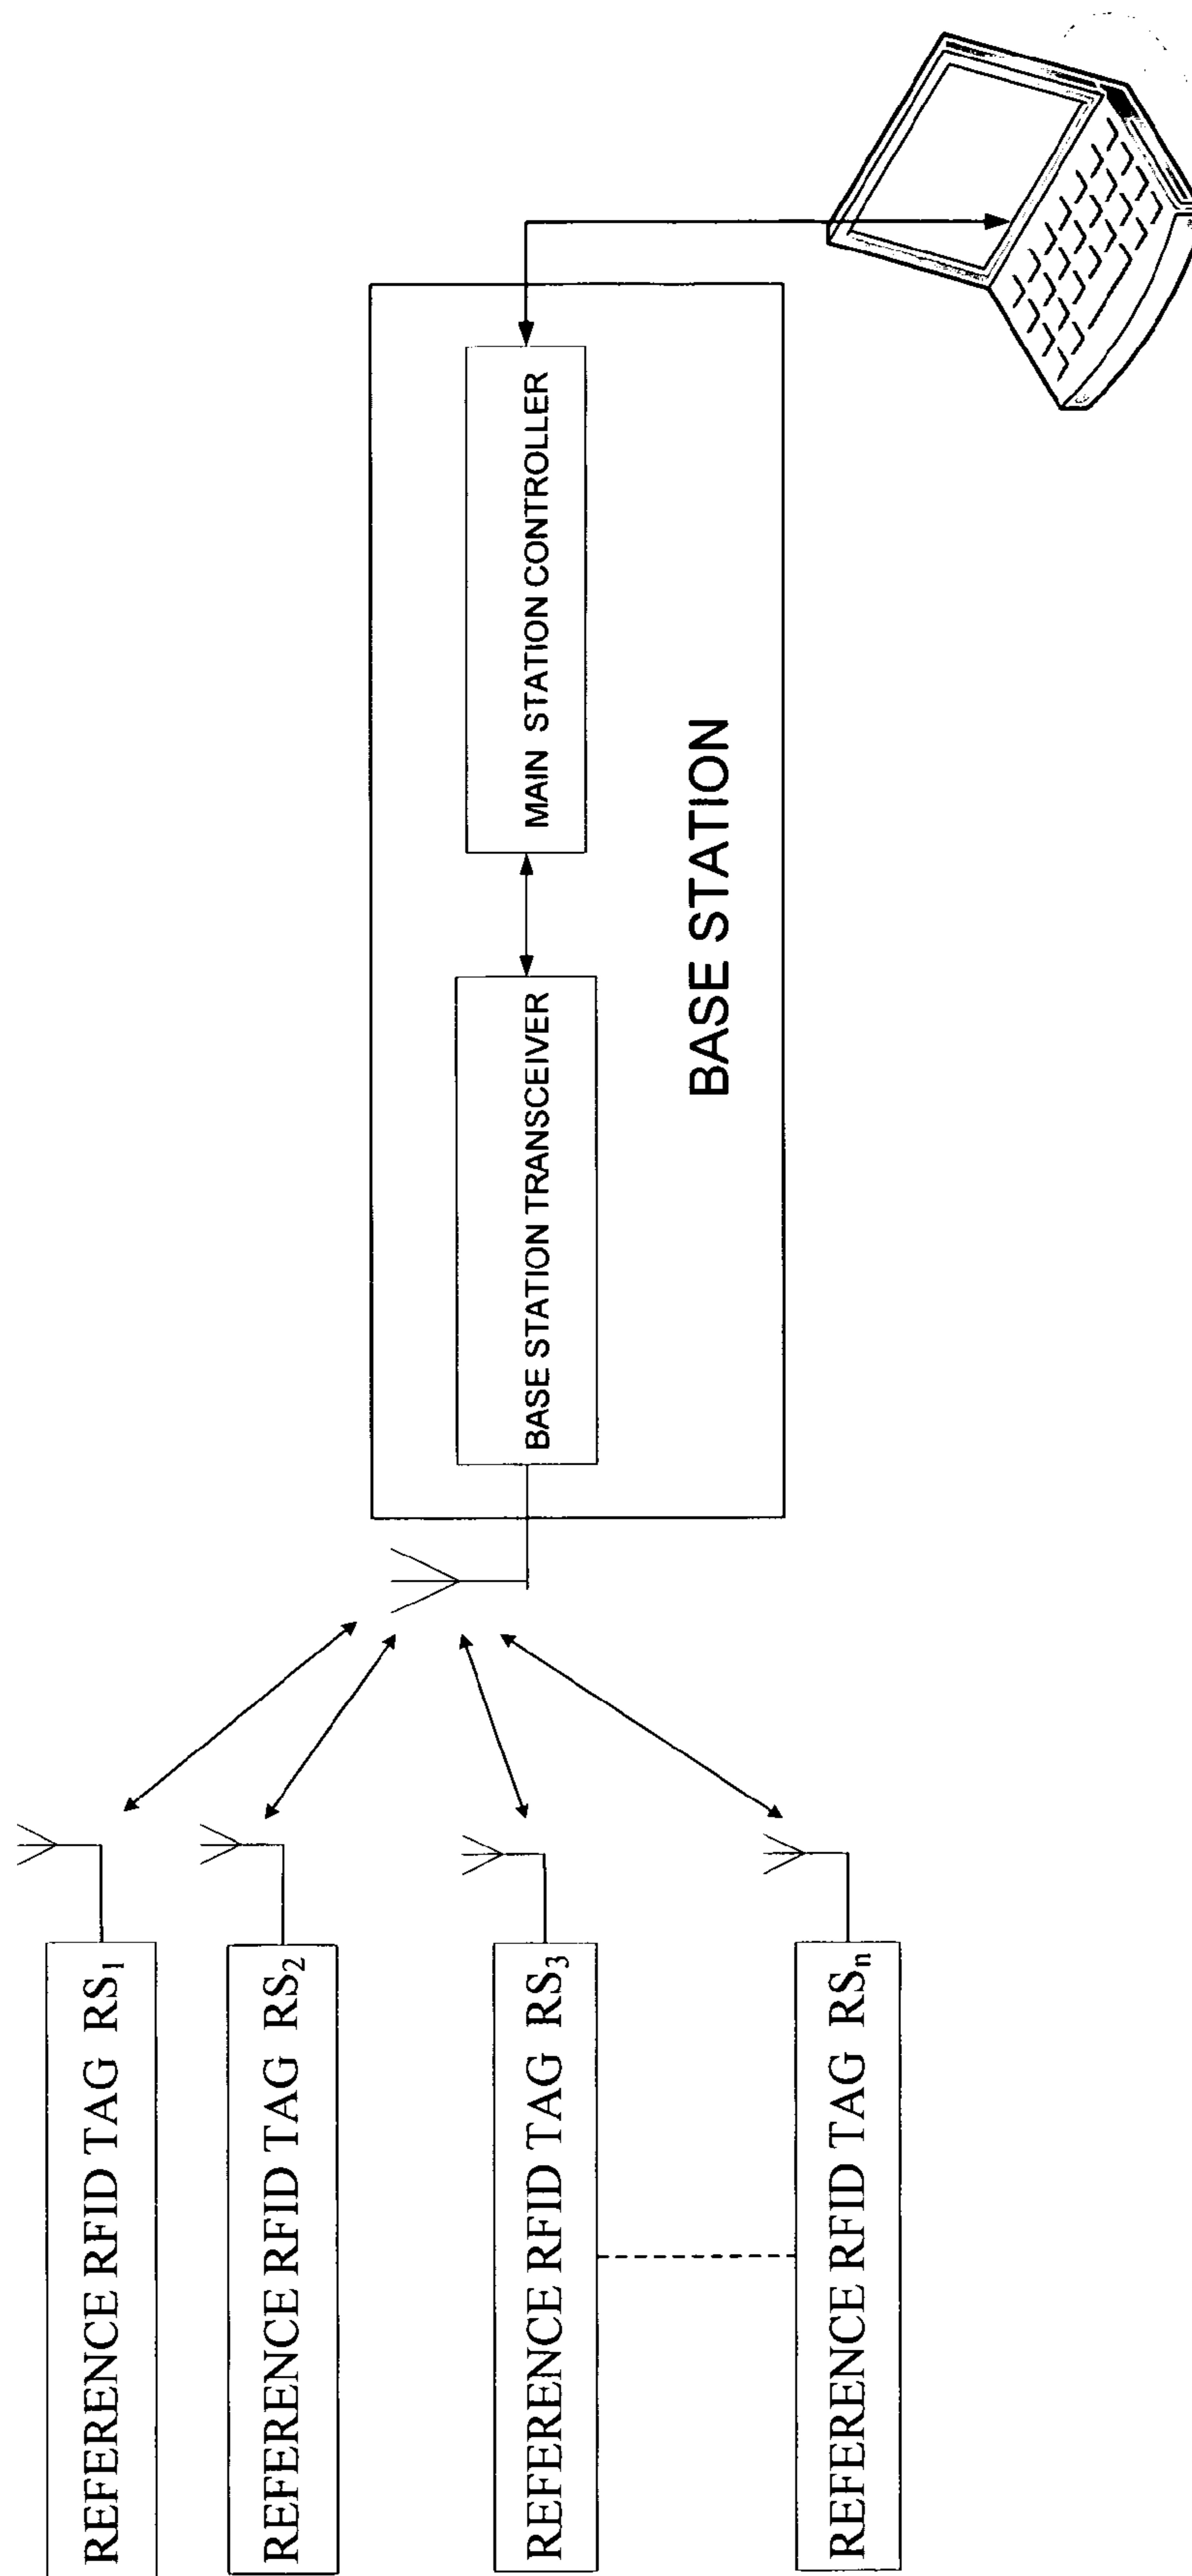 REFERENCE RFID TAG RS₁
REFERENCE RFID TAG RS₂
REFERENCE RFID TAG RS₃
REFERENCE RFID TAG RSₙ
BASE STATION TRANSCEIVER
MAIN STATION CONTROLLER
BASE STATION